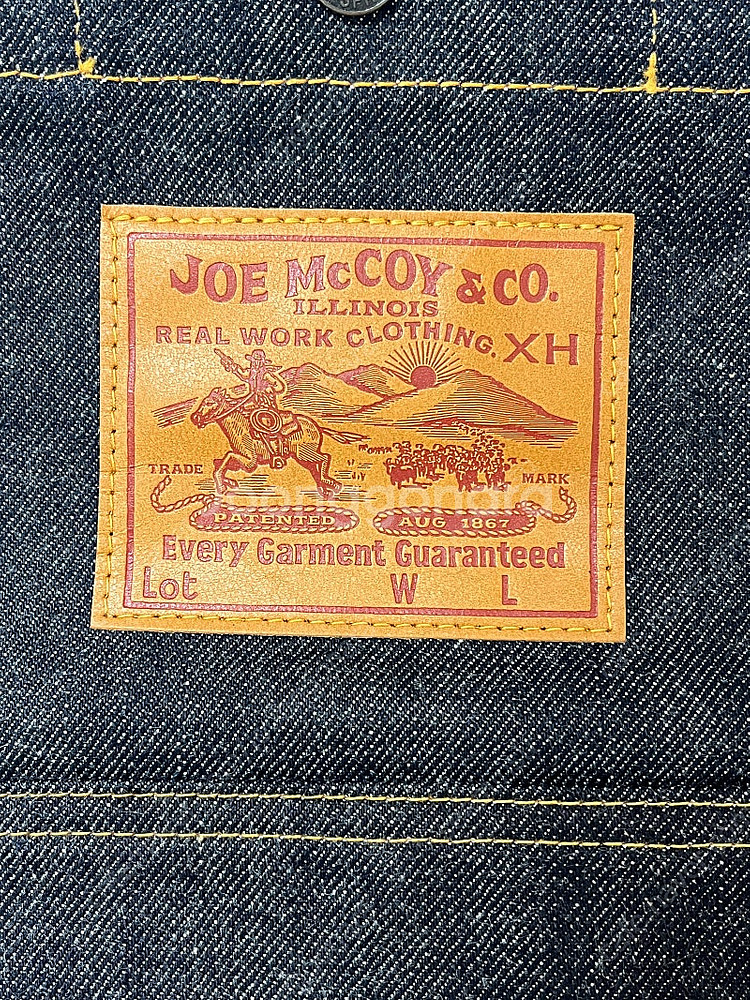 JOE McCOY & CO.
ILLINOIS
REAL WORK CLOTHING. XH
TRADE MARK
PATENTED AUG 1867
Every Garment Guaranteed
Lot W L